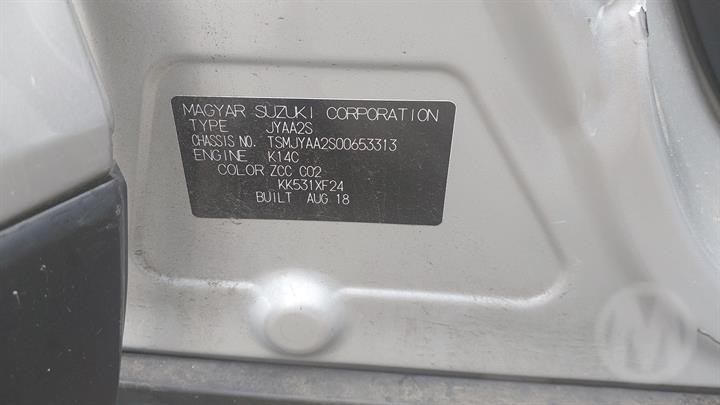 MAGYAR SUZUKI CORPORATION
TYPE JYAA2S
CHASSIS NO. TSMJYAA2S00653313
ENGINE K14C
COLOR ZCC C02
KK531XF24
BUILT AUG 18
M